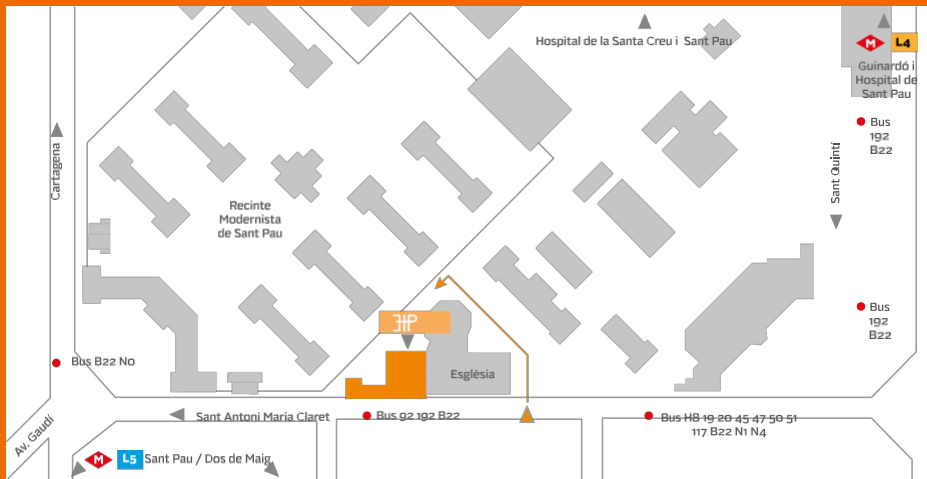 Hospital de la Santa Creu i Sant Pau
M L4
Guinardó i
Hospital de
Sant Pau
Bus
192
B22
Cartagena
Sant Quintí
Recinte
Modernista
de Sant Pau
Bus
192
B22
HP
Esglèsia
Bus B22 N0
Sant Antoni Maria Claret
Bus 92 192 B22
Bus H8 19 20 45 47 50 51
117 B22 N1 N4
Av. Gaudí
M L5 Sant Pau / Dos de Maig